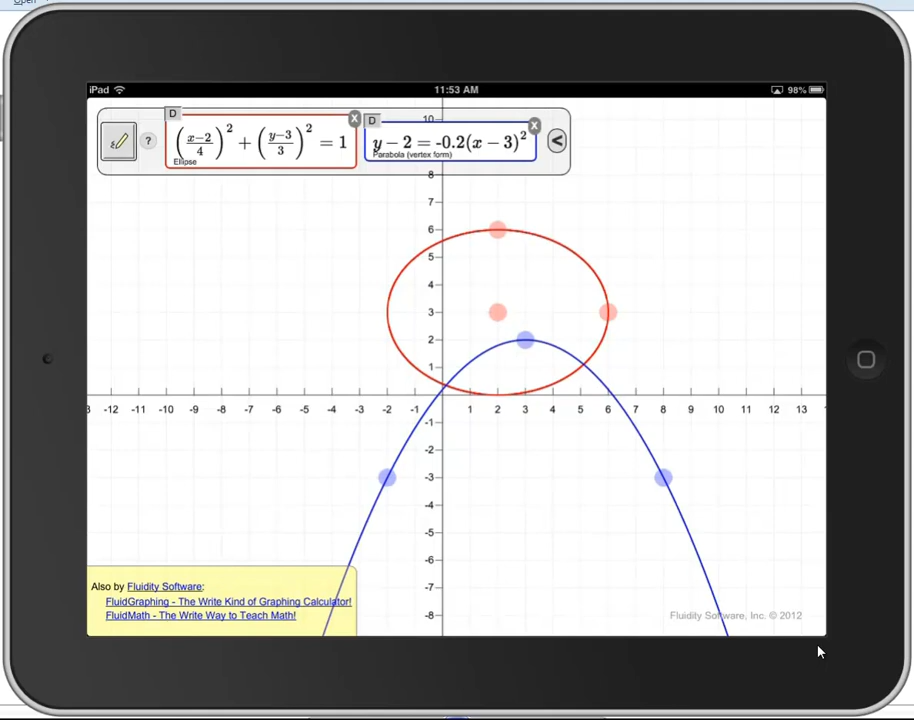 Open
iPad 11:53 AM 98%
D D
? (x−2/4)² + (y−3/3)² = 1 x y − 2 = -0.2(x − 3)² x <
Ellipse Parabola (vertex form)
10
8
7
6
5
4
3
2
1
3 -12 -11 -10 -9 -8 -7 -6 -5 -4 -3 -2 -1 1 2 3 4 5 6 7 8 9 10 11 12 13
-1
-2
-3
-4
-5
-6
-7
-8
Also by Fluidity Software:
FluidGraphing - The Write Kind of Graphing Calculator!
FluidMath - The Write Way to Teach Math!
Fluidity Software, Inc. © 2012